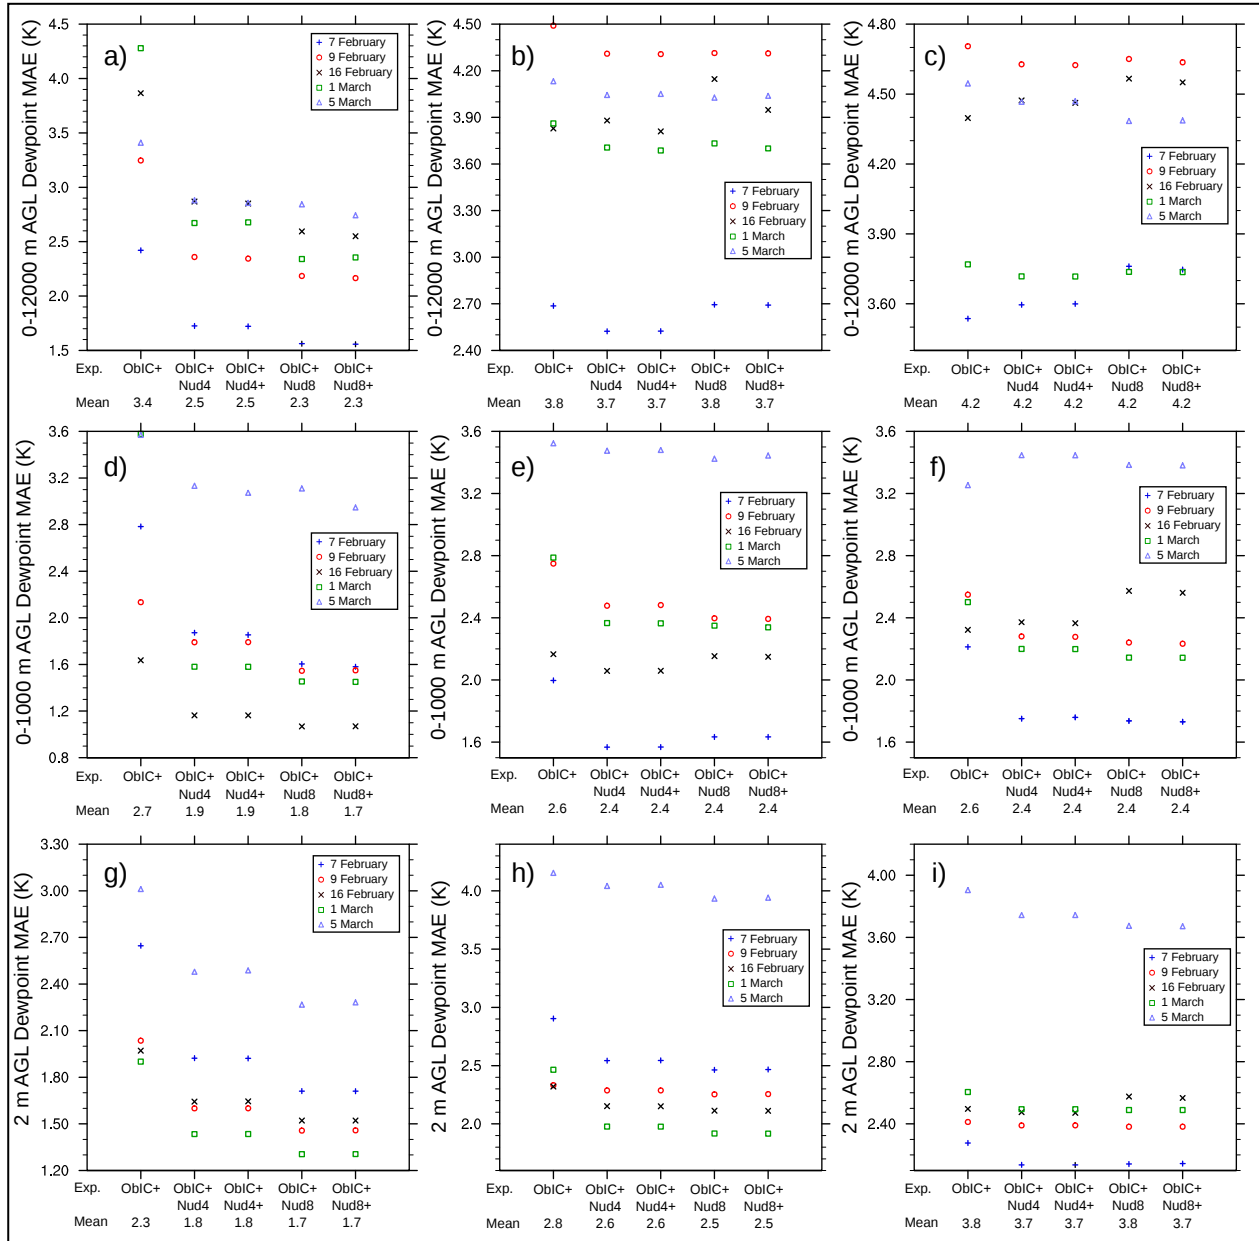 a)
0-12000 m AGL Dewpoint MAE (K)
4.5
4.0
3.5
3.0
2.5
2.0
1.5
7 February
9 February
16 February
1 March
5 March
Exp. ObIC+ ObIC+ ObIC+ ObIC+ ObIC+
Nud4 Nud4+ Nud8 Nud8+
Mean 3.4 2.5 2.5 2.3 2.3
b)
0-12000 m AGL Dewpoint MAE (K)
4.50
4.20
3.90
3.60
3.30
3.00
2.70
2.40
7 February
9 February
16 February
1 March
5 March
Exp. ObIC+ ObIC+ ObIC+ ObIC+ ObIC+
Nud4 Nud4+ Nud8 Nud8+
Mean 3.8 3.7 3.7 3.8 3.7
c)
0-12000 m AGL Dewpoint MAE (K)
4.80
4.50
4.20
3.90
3.60
7 February
9 February
16 February
1 March
5 March
Exp. ObIC+ ObIC+ ObIC+ ObIC+ ObIC+
Nud4 Nud4+ Nud8 Nud8+
Mean 4.2 4.2 4.2 4.2 4.2
d)
0-1000 m AGL Dewpoint MAE (K)
3.6
3.2
2.8
2.4
2.0
1.6
1.2
0.8
7 February
9 February
16 February
1 March
5 March
Exp. ObIC+ ObIC+ ObIC+ ObIC+ ObIC+
Nud4 Nud4+ Nud8 Nud8+
Mean 2.7 1.9 1.9 1.8 1.7
e)
0-1000 m AGL Dewpoint MAE (K)
3.6
3.2
2.8
2.4
2.0
1.6
7 February
9 February
16 February
1 March
5 March
Exp. ObIC+ ObIC+ ObIC+ ObIC+ ObIC+
Nud4 Nud4+ Nud8 Nud8+
Mean 2.6 2.4 2.4 2.4 2.4
f)
0-1000 m AGL Dewpoint MAE (K)
3.6
3.2
2.8
2.4
2.0
1.6
7 February
9 February
16 February
1 March
5 March
Exp. ObIC+ ObIC+ ObIC+ ObIC+ ObIC+
Nud4 Nud4+ Nud8 Nud8+
Mean 2.6 2.4 2.4 2.4 2.4
g)
2 m AGL Dewpoint MAE (K)
3.30
3.00
2.70
2.40
2.10
1.80
1.50
1.20
7 February
9 February
16 February
1 March
5 March
Exp. ObIC+ ObIC+ ObIC+ ObIC+ ObIC+
Nud4 Nud4+ Nud8 Nud8+
Mean 2.3 1.8 1.8 1.7 1.7
h)
2 m AGL Dewpoint MAE (K)
4.0
3.5
3.0
2.5
2.0
7 February
9 February
16 February
1 March
5 March
Exp. ObIC+ ObIC+ ObIC+ ObIC+ ObIC+
Nud4 Nud4+ Nud8 Nud8+
Mean 2.8 2.6 2.6 2.5 2.5
i)
2 m AGL Dewpoint MAE (K)
4.00
3.60
3.20
2.80
2.40
7 February
9 February
16 February
1 March
5 March
Exp. ObIC+ ObIC+ ObIC+ ObIC+ ObIC+
Nud4 Nud4+ Nud8 Nud8+
Mean 3.8 3.7 3.7 3.8 3.7